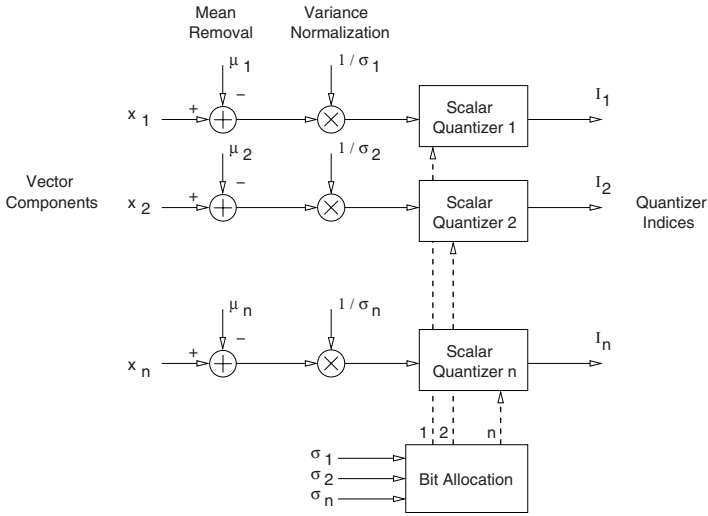 Mean
Removal
Variance
Normalization
μ 1
1 / σ 1
x 1
+
−
+
×
Scalar
Quantizer 1
I 1
μ 2
1 / σ 2
Vector
Components
x 2
+
−
+
×
Scalar
Quantizer 2
I 2
Quantizer
Indices
μ n
1 / σ n
x n
+
−
+
×
Scalar
Quantizer n
I n
1 2 n
σ 1
σ 2
σ n
Bit Allocation